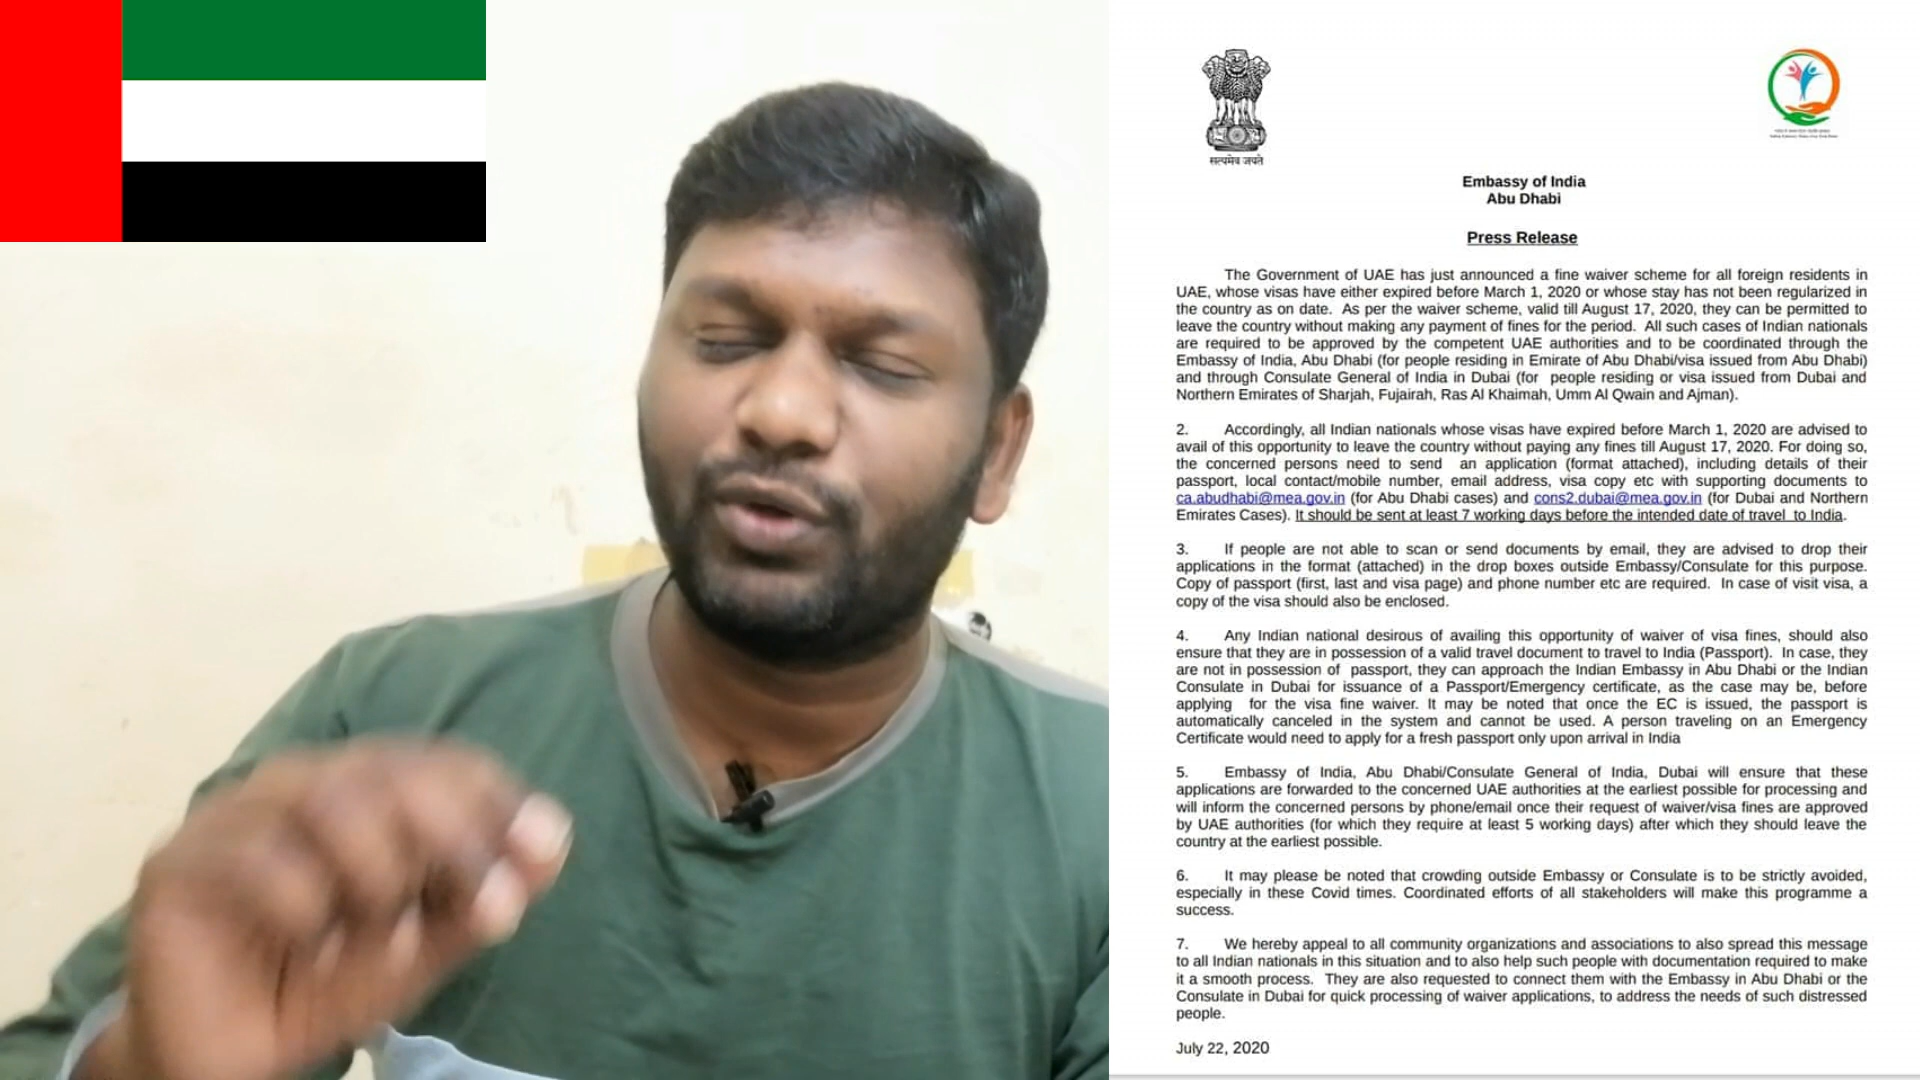 सत्यमेव जयते
Embassy of India
Abu Dhabi
Press Release
The Government of UAE has just announced a fine waiver scheme for all foreign residents in
UAE, whose visas have either expired before March 1, 2020 or whose stay has not been regularized in
the country as on date. As per the waiver scheme, valid till August 17, 2020, they can be permitted to
leave the country without making any payment of fines for the period. All such cases of Indian nationals
are required to be approved by the competent UAE authorities and to be coordinated through the
Embassy of India, Abu Dhabi (for people residing in Emirate of Abu Dhabi/visa issued from Abu Dhabi)
and through Consulate General of India in Dubai (for people residing or visa issued from Dubai and
Northern Emirates of Sharjah, Fujairah, Ras Al Khaimah, Umm Al Qwain and Ajman).
2. Accordingly, all Indian nationals whose visas have expired before March 1, 2020 are advised to
avail of this opportunity to leave the country without paying any fines till August 17, 2020. For doing so,
the concerned persons need to send an application (format attached), including details of their
passport, local contact/mobile number, email address, visa copy etc with supporting documents to
ca.abudhabi@mea.gov.in (for Abu Dhabi cases) and cons2.dubai@mea.gov.in (for Dubai and Northern
Emirates Cases). It should be sent at least 7 working days before the intended date of travel to India.
3. If people are not able to scan or send documents by email, they are advised to drop their
applications in the format (attached) in the drop boxes outside Embassy/Consulate for this purpose.
Copy of passport (first, last and visa page) and phone number etc are required. In case of visit visa, a
copy of the visa should also be enclosed.
4. Any Indian national desirous of availing this opportunity of waiver of visa fines, should also
ensure that they are in possession of a valid travel document to travel to India (Passport). In case, they
are not in possession of passport, they can approach the Indian Embassy in Abu Dhabi or the Indian
Consulate in Dubai for issuance of a Passport/Emergency certificate, as the case may be, before
applying for the visa fine waiver. It may be noted that once the EC is issued, the passport is
automatically canceled in the system and cannot be used. A person traveling on an Emergency
Certificate would need to apply for a fresh passport only upon arrival in India
5. Embassy of India, Abu Dhabi/Consulate General of India, Dubai will ensure that these
applications are forwarded to the concerned UAE authorities at the earliest possible for processing and
will inform the concerned persons by phone/email once their request of waiver/visa fines are approved
by UAE authorities (for which they require at least 5 working days) after which they should leave the
country at the earliest possible.
6. It may please be noted that crowding outside Embassy or Consulate is to be strictly avoided,
especially in these Covid times. Coordinated efforts of all stakeholders will make this programme a
success.
7. We hereby appeal to all community organizations and associations to also spread this message
to all Indian nationals in this situation and to also help such people with documentation required to make
it a smooth process. They are also requested to connect them with the Embassy in Abu Dhabi or the
Consulate in Dubai for quick processing of waiver applications, to address the needs of such distressed
people.
July 22, 2020